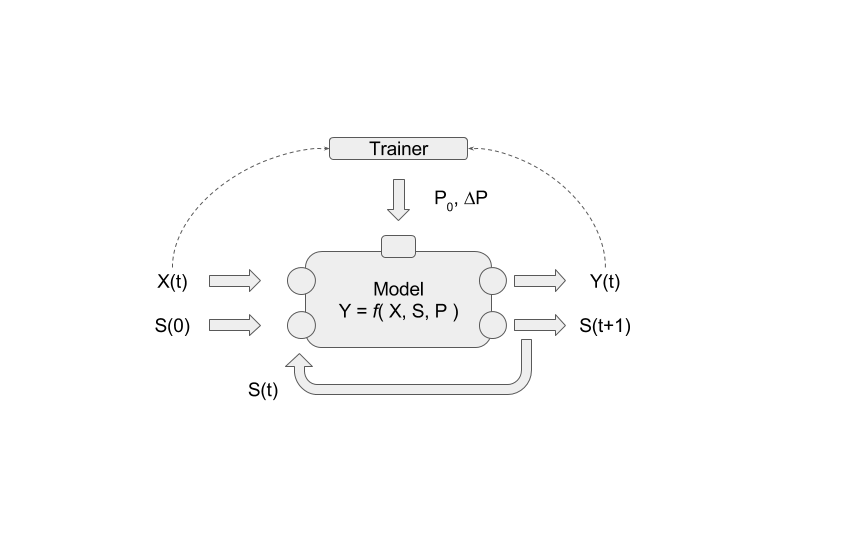 Trainer
P0, ΔP
X(t)
Model
Y(t)
Y = f( X, S, P )
S(0)
S(t+1)
S(t)